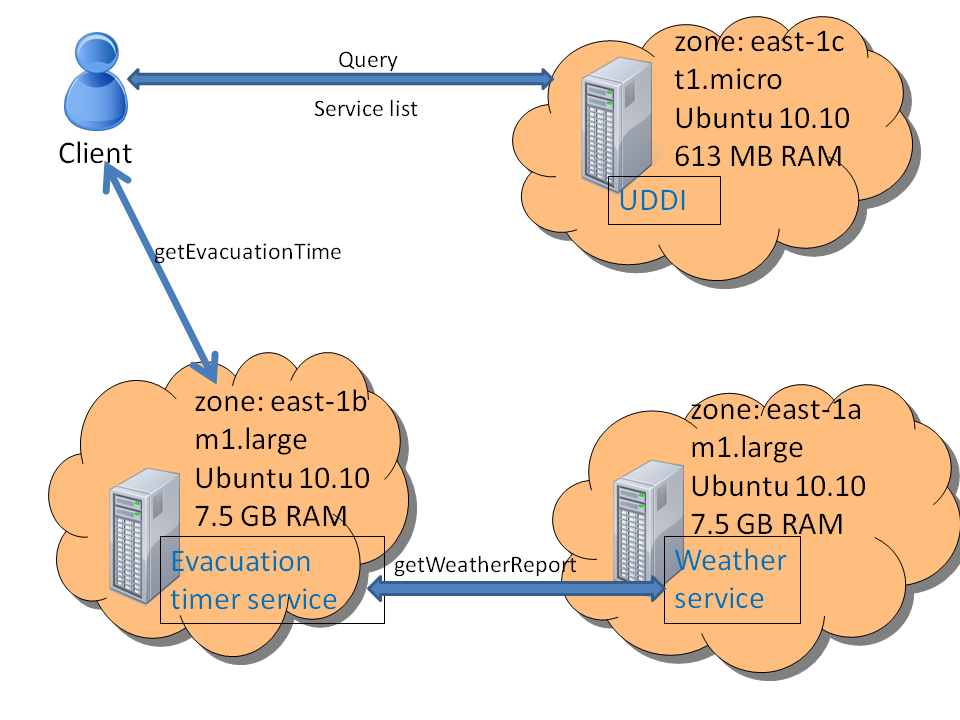 Query
Service list
Client
zone: east-1c
t1.micro
Ubuntu 10.10
613 MB RAM
UDDI
getEvacuationTime
zone: east-1b
m1.large
Ubuntu 10.10
7.5 GB RAM
Evacuation
timer service
getWeatherReport
zone: east-1a
m1.large
Ubuntu 10.10
7.5 GB RAM
Weather
service